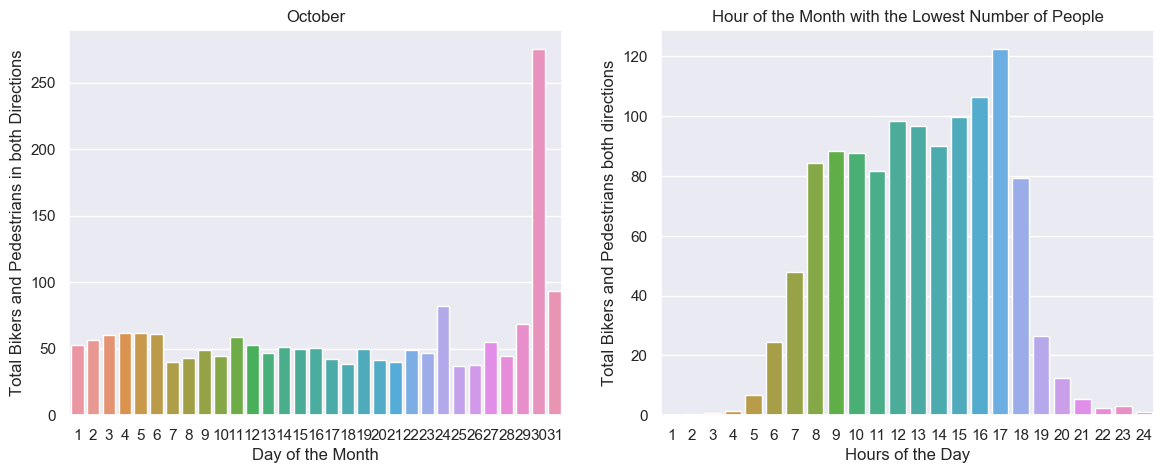 October
Total Bikers and Pedestrians in both Directions
250
200
150
100
50
0
1 2 3 4 5 6 7 8 9 10 11 12 13 14 15 16 17 18 19 20 21 22 23 24 25 26 27 28 29 30 31
Day of the Month
Hour of the Month with the Lowest Number of People
Total Bikers and Pedestrians both directions
120
100
80
60
40
20
0
1 2 3 4 5 6 7 8 9 10 11 12 13 14 15 16 17 18 19 20 21 22 23 24
Hours of the Day